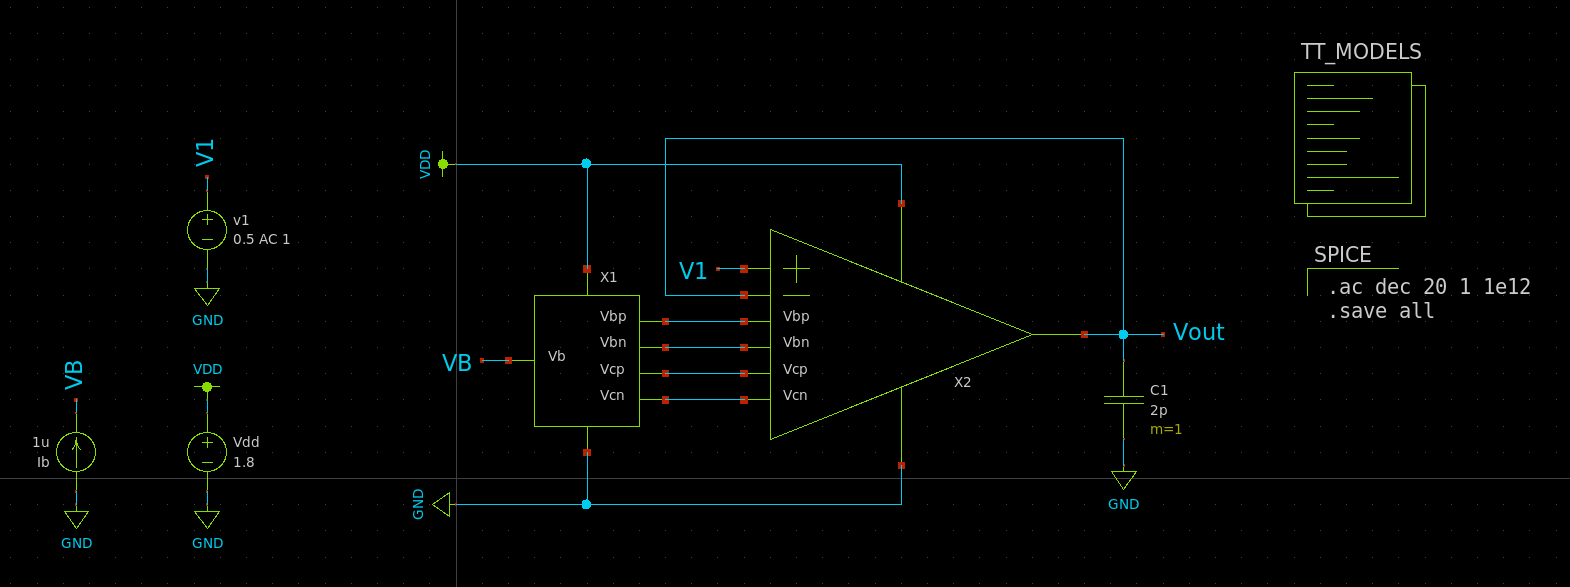 TT_MODELS
V1
v1
0.5 AC 1
GND
VDD
V1
X1
Vbp
Vbn
Vcp
Vcn
Vb
VB
Vbp
Vbn
Vcp
Vcn
X2
Vout
SPICE
.ac dec 20 1 1e12
.save all
C1
2p
m=1
GND
VB
1u
Ib
GND
VDD
Vdd
1.8
GND
GND